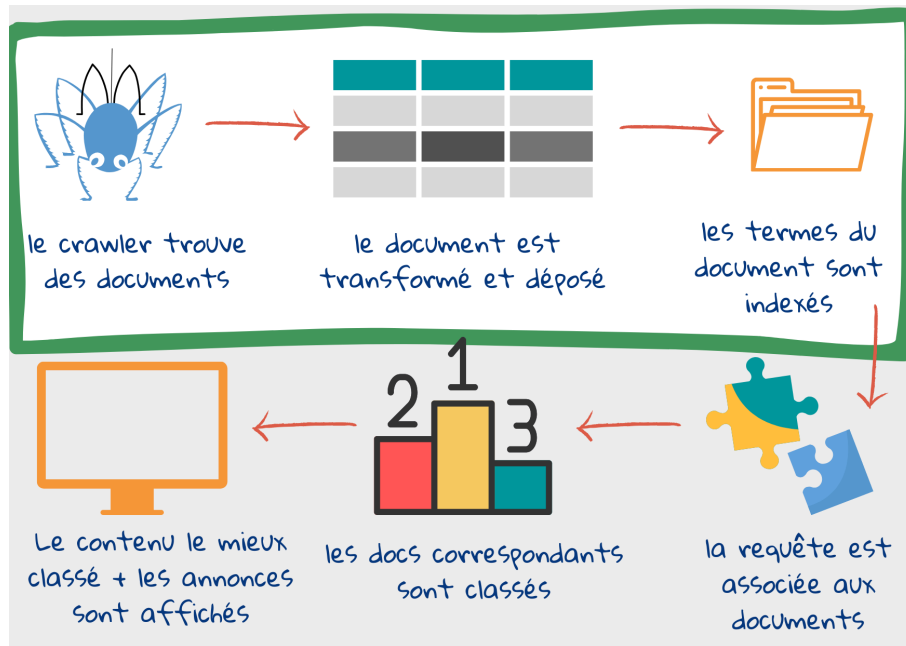 le crawler trouve
des documents
le document est
transformé et déposé
les termes du
document sont
indexés
2
1
3
Le contenu le mieux
classé + les annonces
sont affichés
les docs correspondants
sont classés
la requête est
associée aux
documents